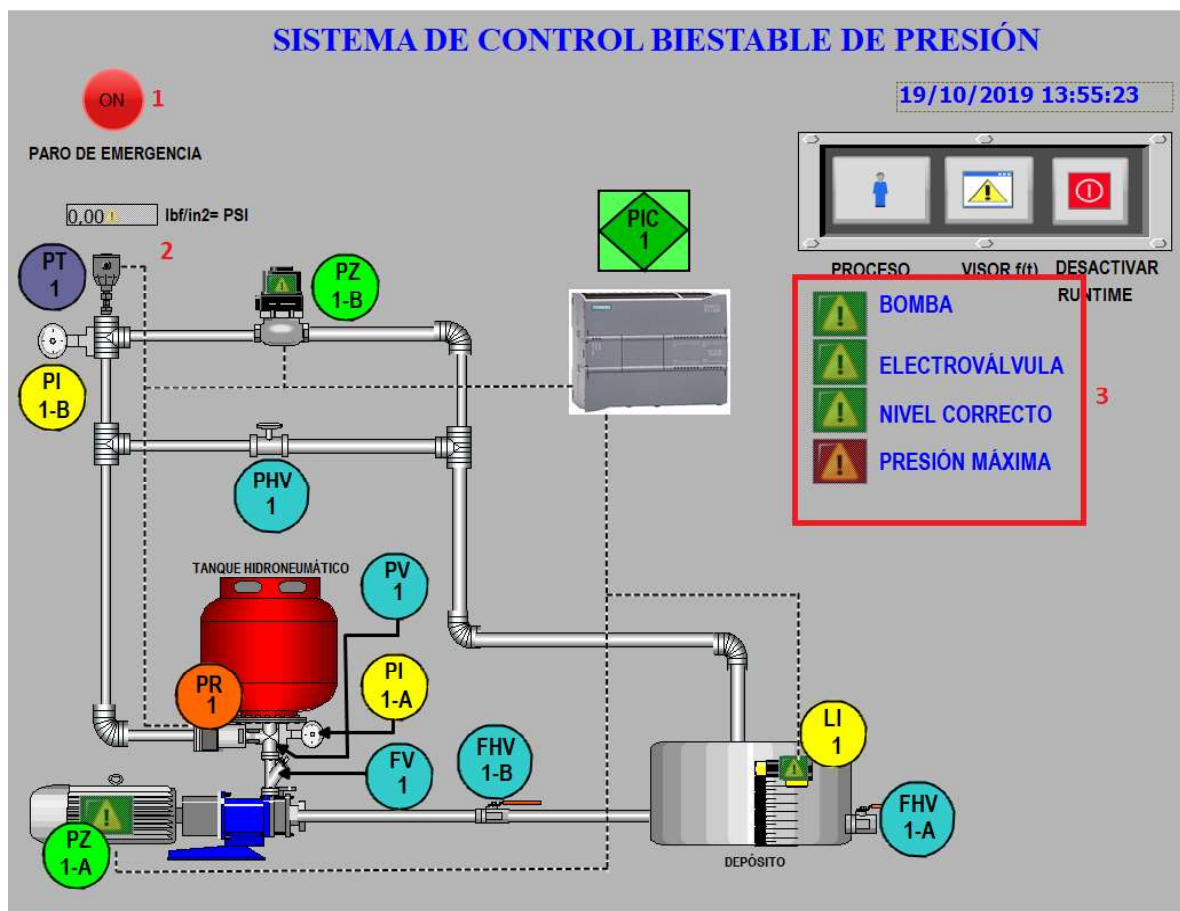 SISTEMA DE CONTROL BIESTABLE DE PRESIÓN
ON
1
19/10/2019 13:55:23
PARO DE EMERGENCIA
0,00
lbf/in2= PSI
2
PIC
1
PT
1
PZ
1-B
PROCESO
VISOR f(t)
DESACTIVAR
RUNTIME
BOMBA
ELECTROVÁLVULA
NIVEL CORRECTO
PRESIÓN MÁXIMA
3
SIEMENS
PI
1-B
PHV
1
TANQUE HIDRONEUMÁTICO
PV
1
PR
1
PI
1-A
LI
1
FV
1
FHV
1-B
FHV
1-A
PZ
1-A
DEPÓSITO